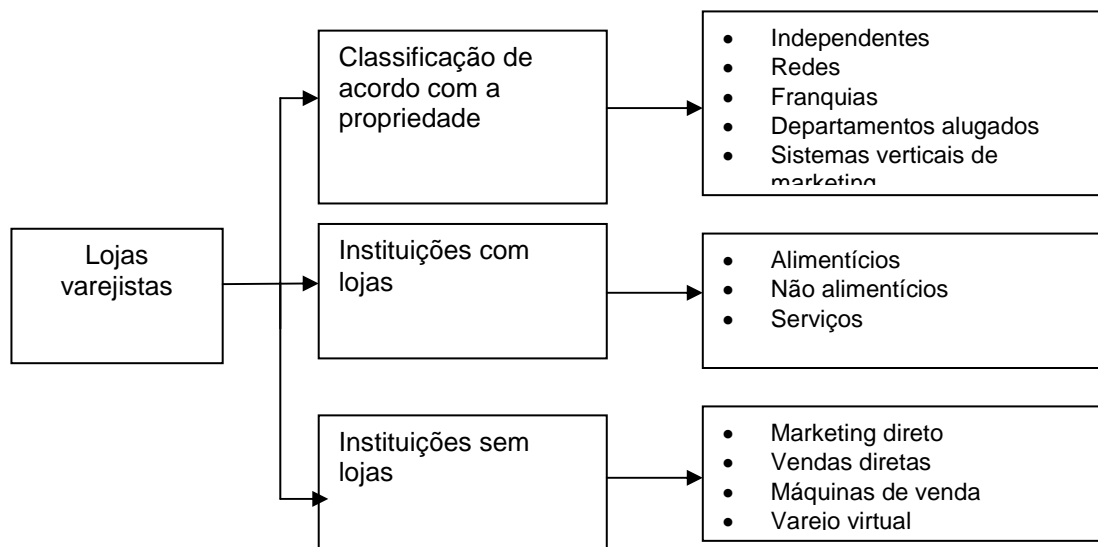 Lojas
varejistas
Classificação de
acordo com a
propriedade
• Independentes
• Redes
• Franquias
• Departamentos alugados
• Sistemas verticais de
marketing
Instituições com
lojas
• Alimentícios
• Não alimentícios
• Serviços
Instituições sem
lojas
• Marketing direto
• Vendas diretas
• Máquinas de venda
• Varejo virtual